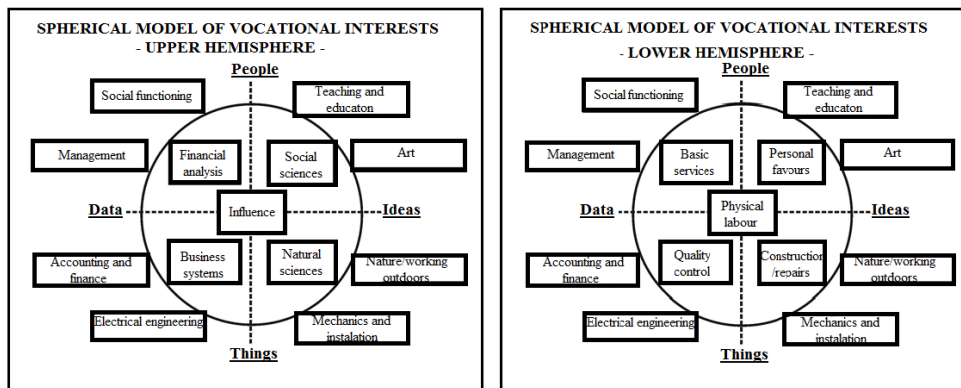 SPHERICAL MODEL OF VOCATIONAL INTERESTS
- UPPER HEMISPHERE -
People
Social functioning
Teaching and
educaton
Management
Financial
analysis
Social
sciences
Art
Data
Influence
Ideas
Accounting and
finance
Business
systems
Natural
sciences
Nature/working
outdoors
Electrical engineering
Mechanics and
instalation
Things
SPHERICAL MODEL OF VOCATIONAL INTERESTS
- LOWER HEMISPHERE -
People
Social functioning
Teaching and
educaton
Management
Basic
services
Personal
favours
Art
Data
Physical
labour
Ideas
Accounting and
finance
Quality
control
Construction
/repairs
Nature/working
outdoors
Electrical engineering
Mechanics and
instalation
Things